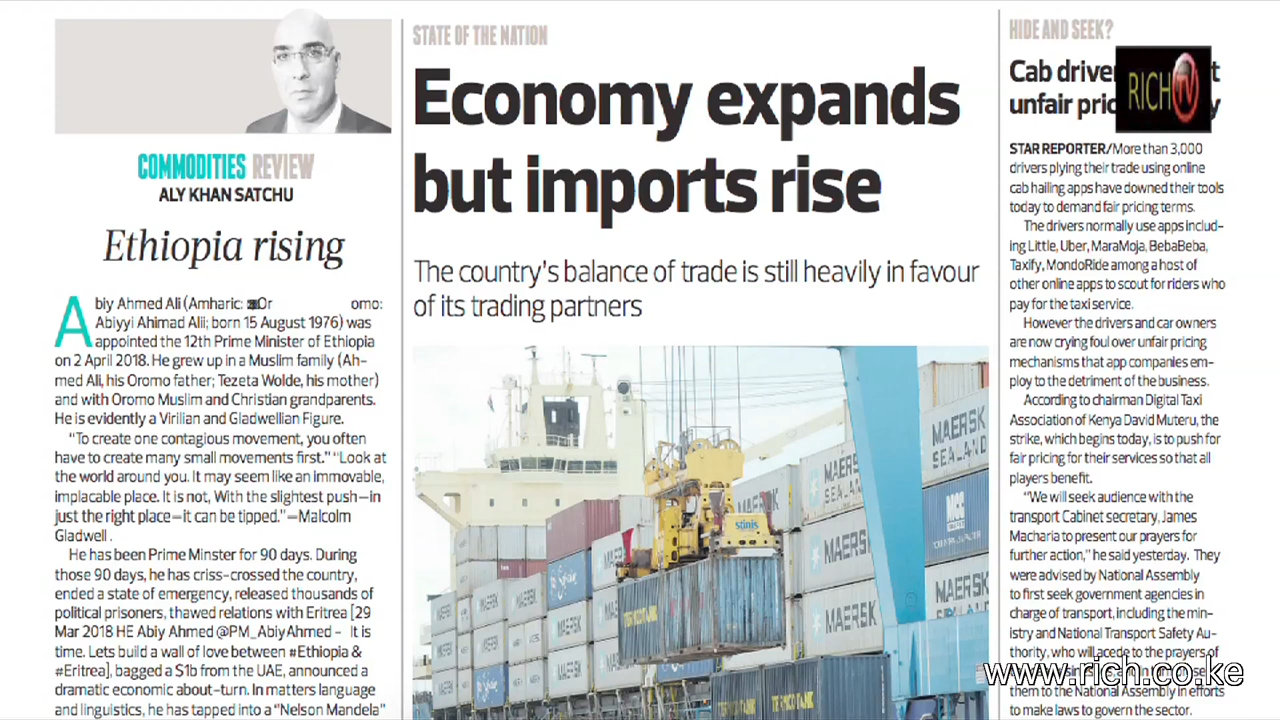 COMMODITIES REVIEW
ALY KHAN SATCHU
Ethiopia rising
Abiy Ahmed Ali (Amharic: Or omo:
Abiyyi Ahimad Alii; born 15 August 1976) was
appointed the 12th Prime Minister of Ethiopia
on 2 April 2018. He grew up in a Muslim family (Ah-
med Ali, his Oromo father; Tezeta Wolde, his mother)
and with Oromo Muslim and Christian grandparents.
He is evidently a Virilian and Gladwellian Figure.
"To create one contagious movement, you often
have to create many small movements first." "Look at
the world around you. It may seem like an immovable,
implacable place. It is not, With the slightest push—in
just the right place—it can be tipped."—Malcolm
Gladwell .
He has been Prime Minster for 90 days. During
those 90 days, he has criss-crossed the country,
ended a state of emergency, released thousands of
political prisoners, thawed relations with Eritrea [29
Mar 2018 HE Abiy Ahmed @PM_AbiyAhmed - It is
time. Lets build a wall of love between #Ethiopia &
#Eritrea], bagged a $1b from the UAE, announced a
dramatic economic about-turn. In matters language
and linguistics, he has tapped into a "Nelson Mandela"
STATE OF THE NATION
Economy expands
but imports rise
The country's balance of trade is still heavily in favour
of its trading partners
MAERSK
SEALAND
MAERSK
SEALAND
stinis
MAERSK
MAERSK
MAERSK
MAERSK
HIDE AND SEEK?
Cab drive t
unfair pric y
RICH TV
STAR REPORTER/More than 3,000
drivers plying their trade using online
cab hailing apps have downed their tools
today to demand fair pricing terms.
The drivers normally use apps includ-
ing Little, Uber, MaraMoja, BebaBeba,
Taxify, MondoRide among a host of
other online apps to scout for riders who
pay for the taxi service.
However the drivers and car owners
are now crying foul over unfair pricing
mechanisms that app companies em-
ploy to the detriment of the business.
According to chairman Digital Taxi
Association of Kenya David Muteru, the
strike, which begins today, is to push for
fair pricing for their services so that all
players benefit.
"We will seek audience with the
transport Cabinet secretary, James
Macharia to present our prayers for
further action," he said yesterday. They
were advised by National Assembly
to first seek government agencies in
charge of transport, including the min-
istry and National Transport Safety Au-
thority, who will acede to the prayers of
www.rich.co.ke
them to the National Assembly in efforts
to make laws to govern the sector.